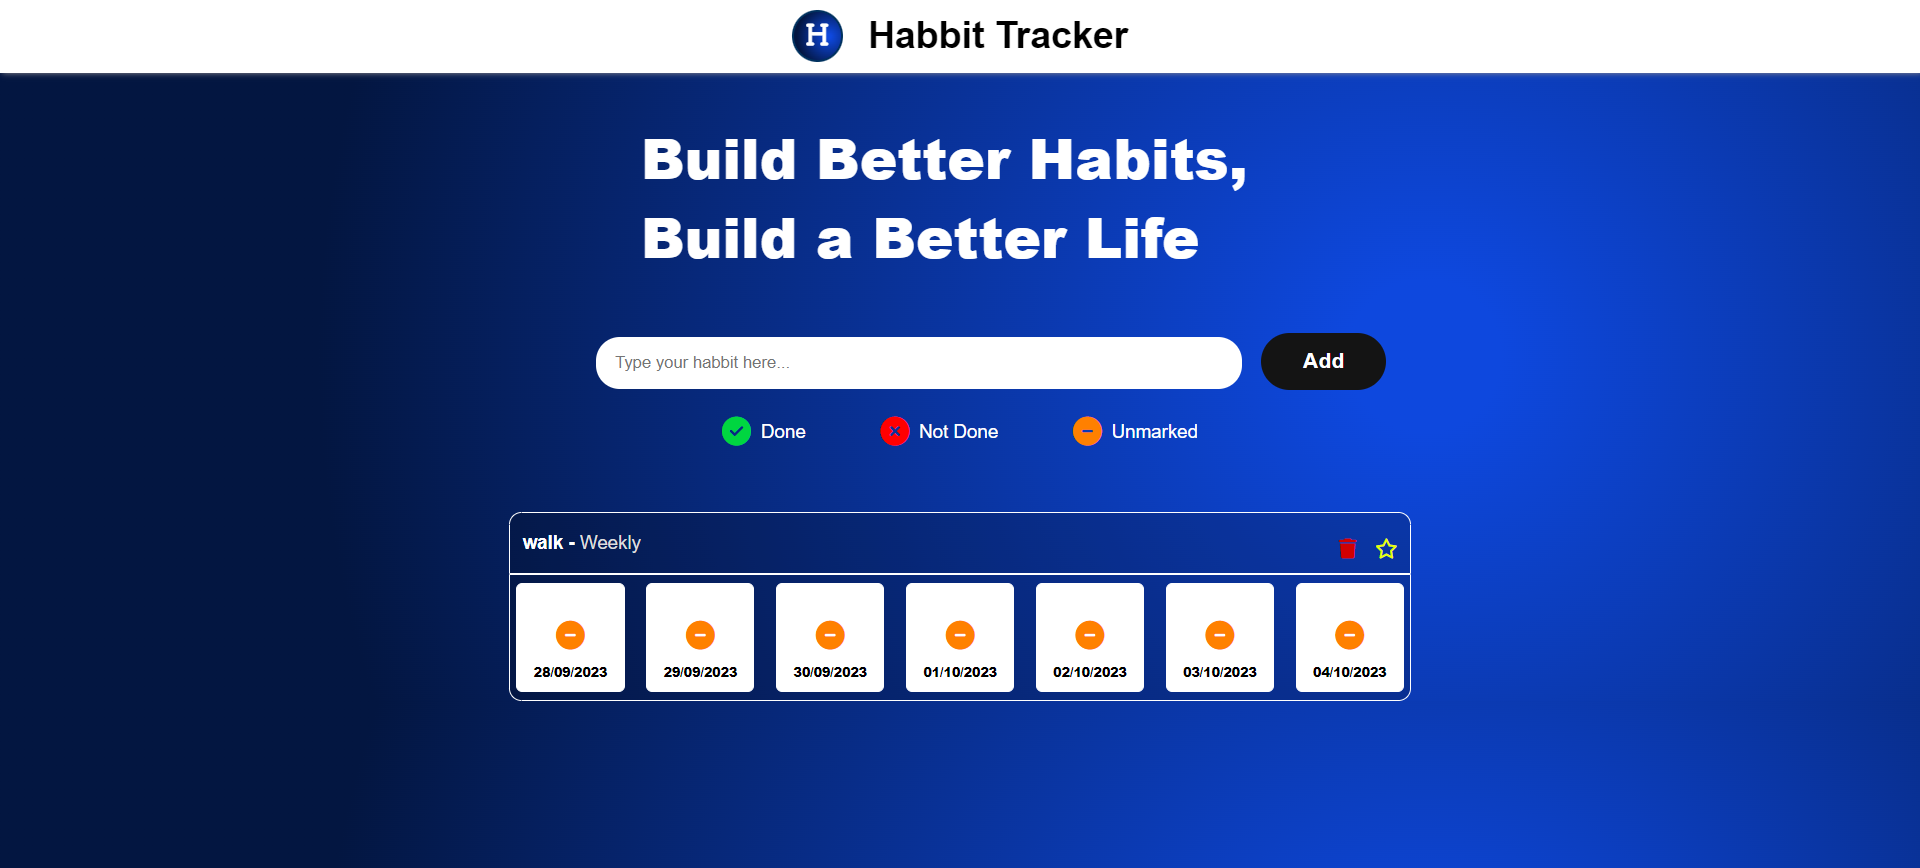 H Habbit Tracker
Build Better Habits,
Build a Better Life
Type your habbit here...
Add
Done Not Done Unmarked
walk - Weekly
28/09/2023 29/09/2023 30/09/2023 01/10/2023 02/10/2023 03/10/2023 04/10/2023